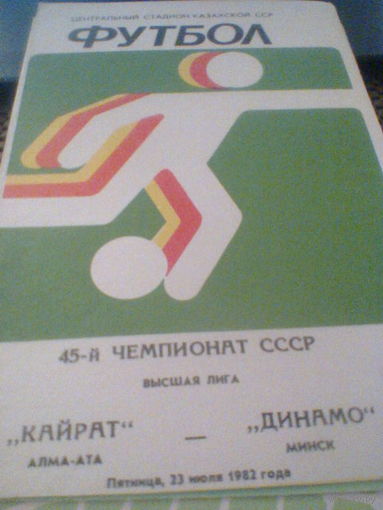 ЦЕНТРАЛЬНЫЙ СТАДИОН КАЗАХСКОЙ ССР
ФУТБОЛ
45-й ЧЕМПИОНАТ СССР
ВЫСШАЯ ЛИГА
„КАЙРАТ“ — „ДИНАМО“
АЛМА-АТА МИНСК
Пятница, 23 июля 1982 года